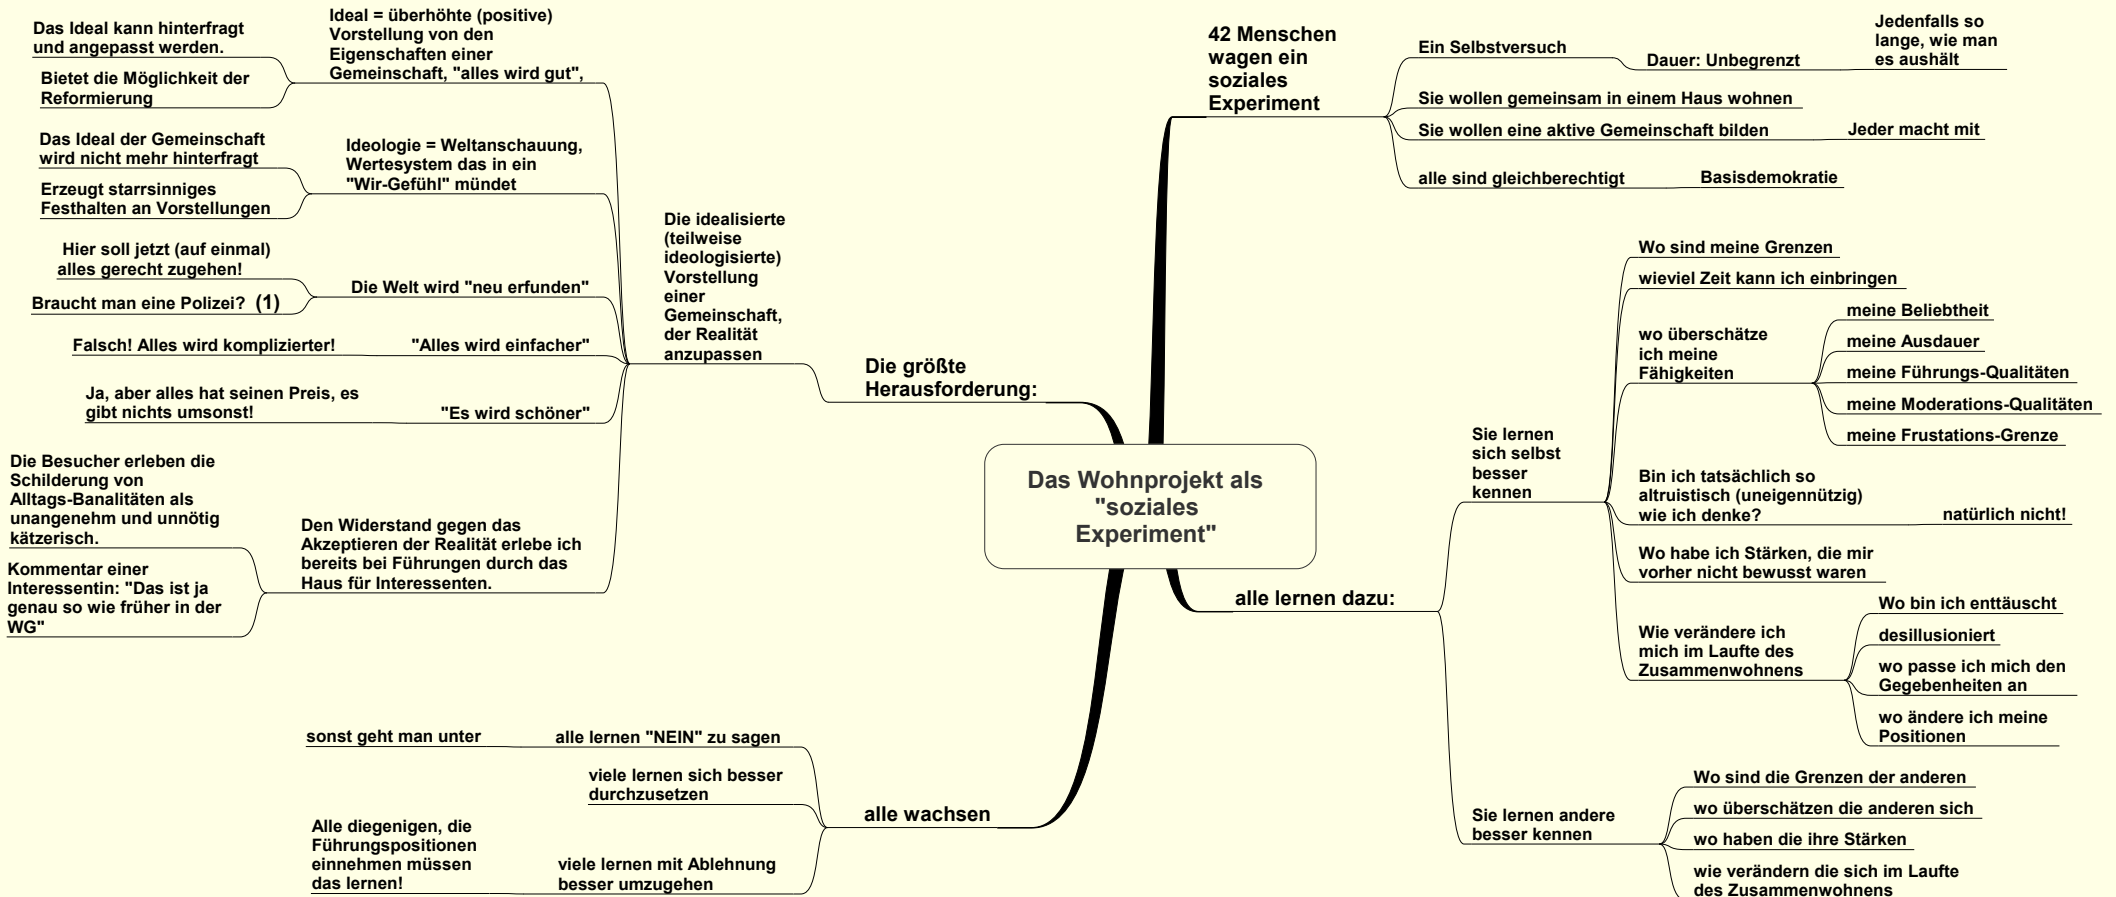 Das Wohnprojekt als
"soziales
Experiment"
42 Menschen
wagen ein
soziales
Experiment
Ein Selbstversuch
Dauer: Unbegrenzt
Jedenfalls so
lange, wie man
es aushält
Sie wollen gemeinsam in einem Haus wohnen
Sie wollen eine aktive Gemeinschaft bilden
Jeder macht mit
alle sind gleichberechtigt
Basisdemokratie
alle lernen dazu:
Sie lernen
sich selbst
besser
kennen
Wo sind meine Grenzen
wieviel Zeit kann ich einbringen
wo überschätze
ich meine
Fähigkeiten
meine Beliebtheit
meine Ausdauer
meine Führungs-Qualitäten
meine Moderations-Qualitäten
meine Frustations-Grenze
Bin ich tatsächlich so
altruistisch (uneigennützig)
wie ich denke?
natürlich nicht!
Wo habe ich Stärken, die mir
vorher nicht bewusst waren
Wie verändere ich
mich im Laufte des
Zusammenwohnens
Wo bin ich enttäuscht
desillusioniert
wo passe ich mich den
Gegebenheiten an
wo ändere ich meine
Positionen
Sie lernen andere
besser kennen
Wo sind die Grenzen der anderen
wo überschätzen die anderen sich
wo haben die ihre Stärken
wie verändern die sich im Laufte
des Zusammenwohnens
Die größte
Herausforderung:
Die idealisierte
(teilweise
ideologisierte)
Vorstellung
einer
Gemeinschaft,
der Realität
anzupassen
Ideal = überhöhte (positive)
Vorstellung von den
Eigenschaften einer
Gemeinschaft, "alles wird gut",
Das Ideal kann hinterfragt
und angepasst werden.
Bietet die Möglichkeit der
Reformierung
Ideologie = Weltanschauung,
Wertesystem das in ein
"Wir-Gefühl" mündet
Das Ideal der Gemeinschaft
wird nicht mehr hinterfragt
Erzeugt starrsinniges
Festhalten an Vorstellungen
Die Welt wird "neu erfunden"
Hier soll jetzt (auf einmal)
alles gerecht zugehen!
Braucht man eine Polizei? (1)
"Alles wird einfacher"
Falsch! Alles wird komplizierter!
"Es wird schöner"
Ja, aber alles hat seinen Preis, es
gibt nichts umsonst!
Den Widerstand gegen das
Akzeptieren der Realität erlebe ich
bereits bei Führungen durch das
Haus für Interessenten.
Die Besucher erleben die
Schilderung von
Alltags-Banalitäten als
unangenehm und unnötig
kätzerisch.
Kommentar einer
Interessentin: "Das ist ja
genau so wie früher in der
WG"
alle wachsen
alle lernen "NEIN" zu sagen
sonst geht man unter
viele lernen sich besser
durchzusetzen
viele lernen mit Ablehnung
besser umzugehen
Alle diegenigen, die
Führungspositionen
einnehmen müssen
das lernen!